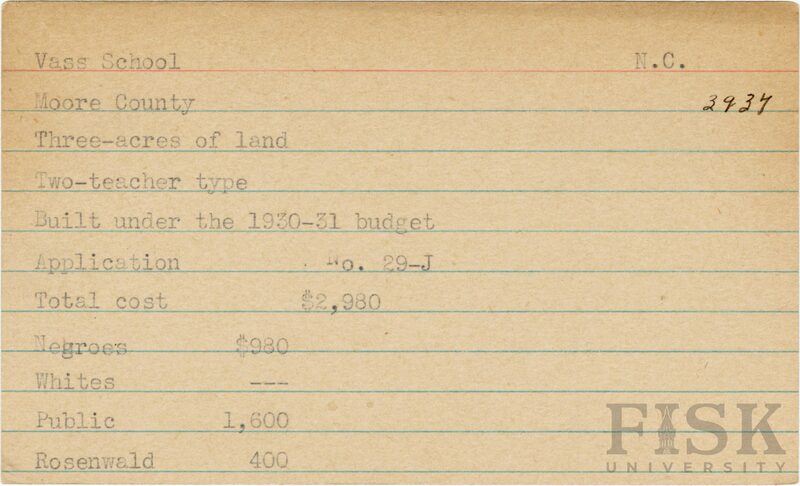 Vass School N.C.
Moore County 3937
Three-acres of land
Two-teacher type
Built under the 1930-31 budget
Application No. 29-J
Total cost $2,980
Negroes $980
Whites ---
Public 1,600
Rosenwald 400
FISK
UNIVERSITY